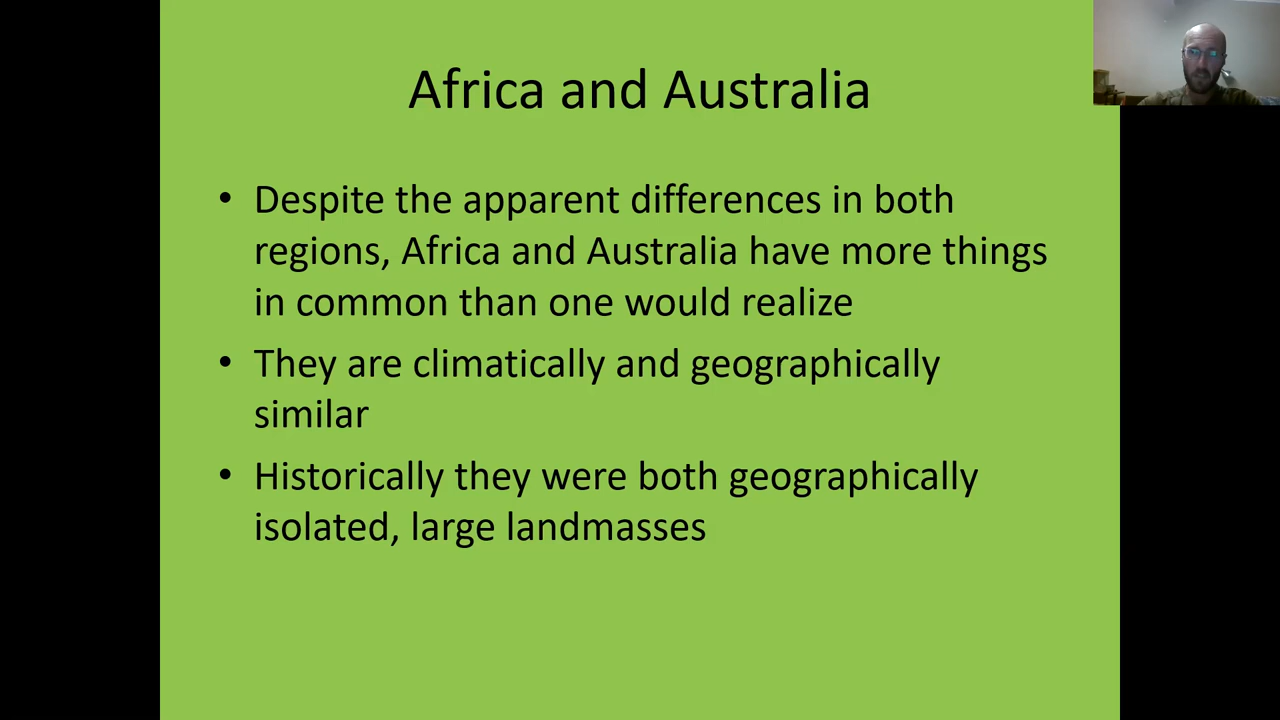 Africa and Australia
• Despite the apparent differences in both
regions, Africa and Australia have more things
in common than one would realize
• They are climatically and geographically
similar
• Historically they were both geographically
isolated, large landmasses